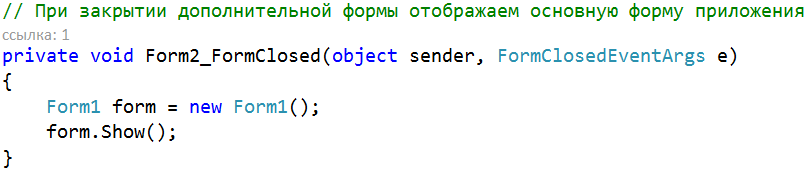 // При закрытии дополнительной формы отображаем основную форму приложения
ссылка: 1
private void Form2_FormClosed(object sender, FormClosedEventArgs e)
{
    Form1 form = new Form1();
    form.Show();
}